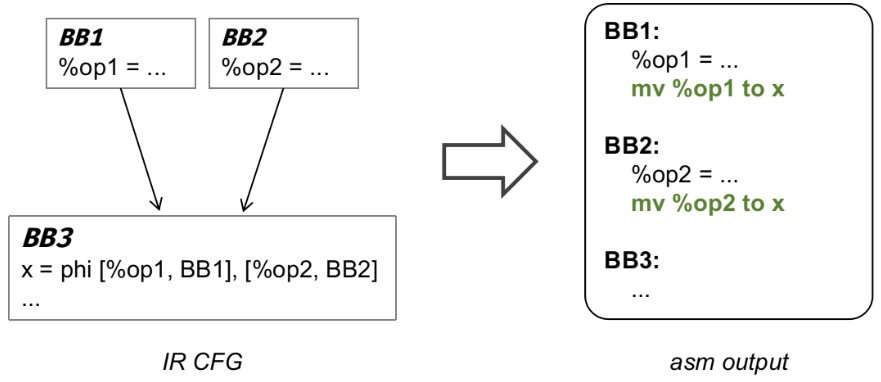 BB1
%op1 = ...
BB2
%op2 = ...
BB3
x = phi [%op1, BB1], [%op2, BB2]
...
IR CFG
BB1:
%op1 = ...
mv %op1 to x
BB2:
%op2 = ...
mv %op2 to x
BB3:
...
asm output